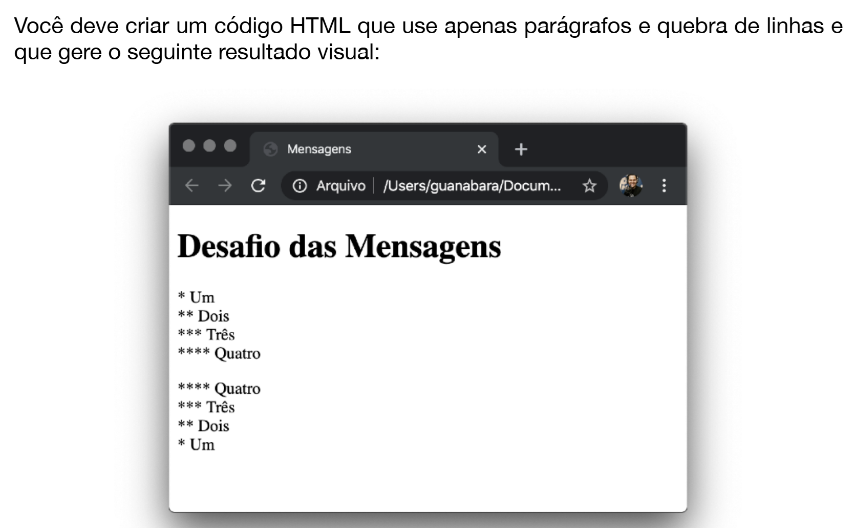 Você deve criar um código HTML que use apenas parágrafos e quebra de linhas e
que gere o seguinte resultado visual:
Mensagens
Arquivo /Users/guanabara/Docum...
Desafio das Mensagens
* Um
** Dois
*** Três
**** Quatro
**** Quatro
*** Três
** Dois
* Um